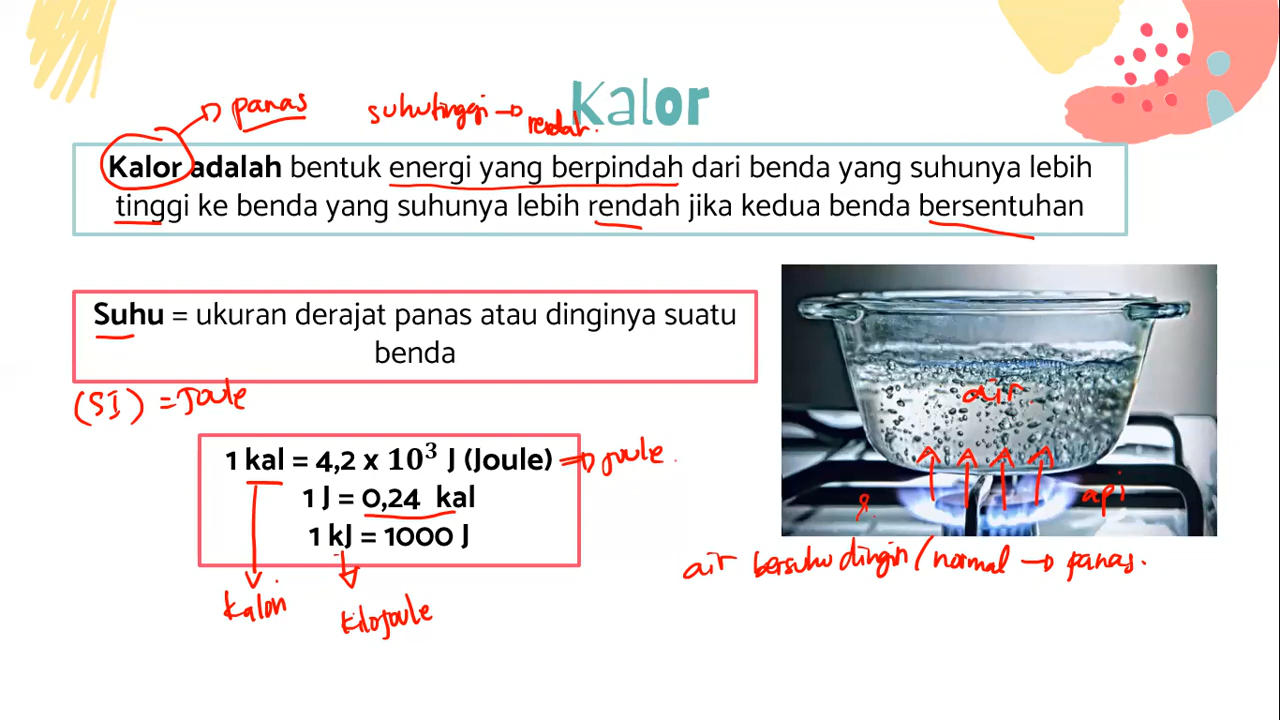 Kalor
panas
suhu tinggi → rendah.
Kalor adalah bentuk energi yang berpindah dari benda yang suhunya lebih
tinggi ke benda yang suhunya lebih rendah jika kedua benda bersentuhan
Suhu = ukuran derajat panas atau dinginya suatu
benda
(SI) = Joule
1 kal = 4,2 x 10³ J (Joule) → joule.
1 J = 0,24 kal
1 kJ = 1000 J
kalori
kilojoule
air
api
air bersuhu dingin / normal → panas.